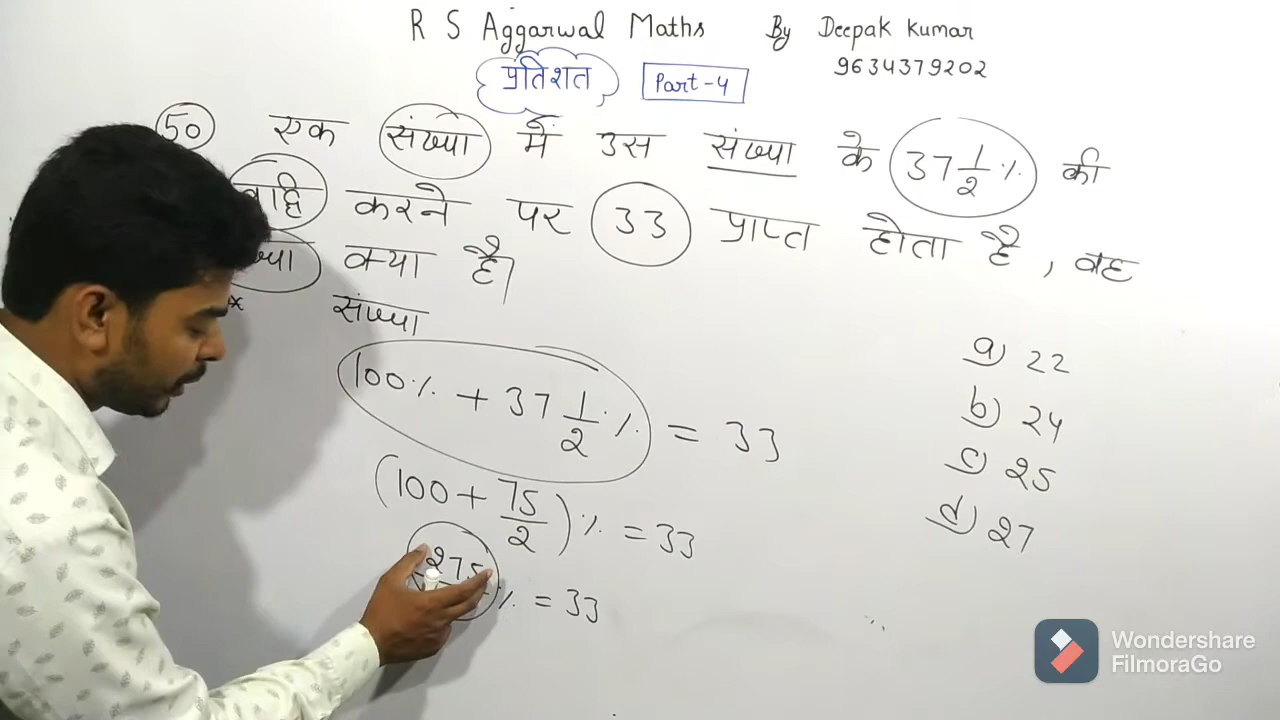 R S Aggarwal Maths By Deepak Kumar
9634379202
प्रतिशत Part-4
50 एक संख्या में उस संख्या के 37 1/2 % की
करने पर 33 प्राप्त होता है, वह
क्या है।
* संख्या
100% + 37 1/2 % = 33
(100 + 75/2) % = 33
275 % = 33
a) 22
b) 24
c) 25
d) 27
Wondershare
FilmoraGo